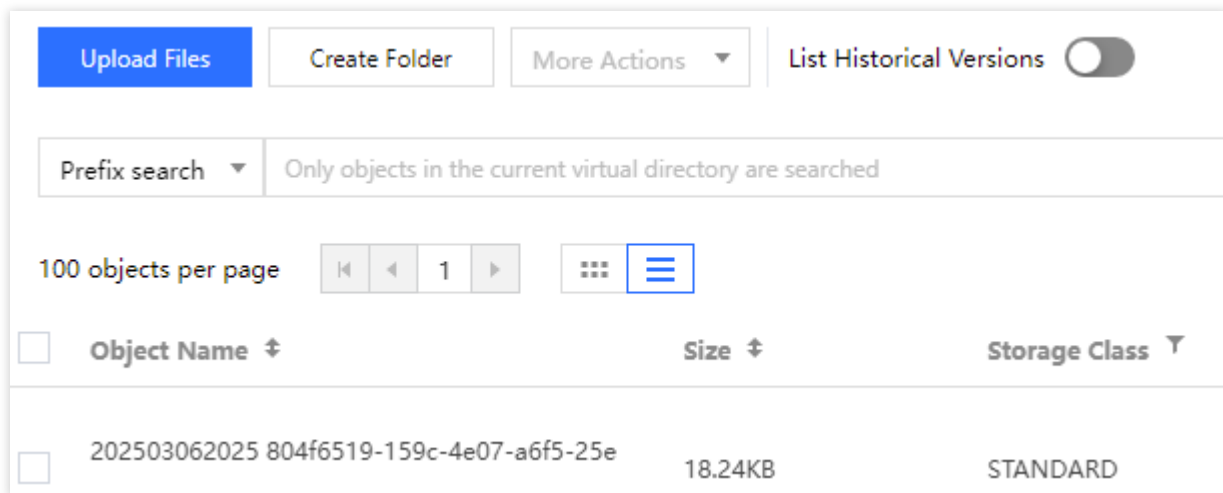 Upload Files Create Folder More Actions List Historical Versions
Prefix search Only objects in the current virtual directory are searched
100 objects per page 1
Object Name Size Storage Class
202503062025 804f6519-159c-4e07-a6f5-25e
18.24KB STANDARD